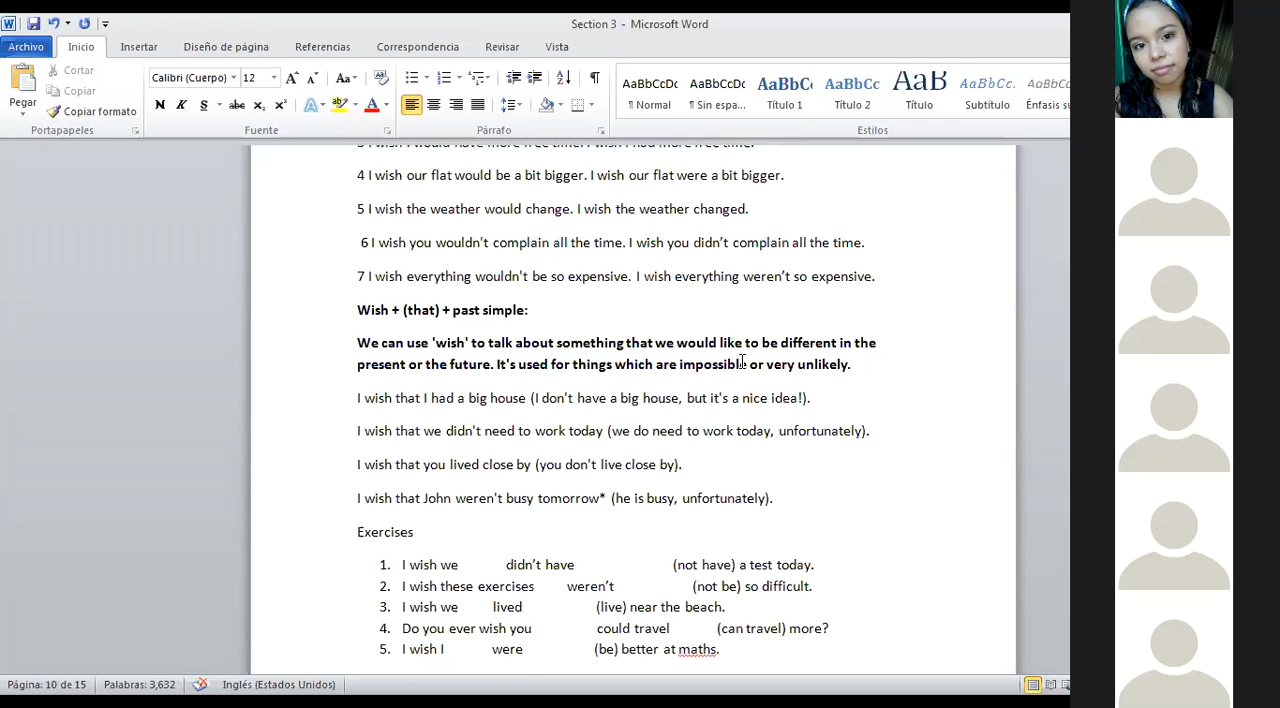 Section 3 - Microsoft Word
Archivo Inicio Insertar Diseño de página Referencias Correspondencia Revisar Vista
Pegar
Cortar
Copiar
Copiar formato
Portapapeles
Calibri (Cuerpo) 12
Fuente
Párrafo
AaBbCcDc AaBbCcDc AaBbC AaBbCc AaB AaBbCc. AaBbCcDc
¶ Normal ¶ Sin espa... Título 1 Título 2 Título Subtítulo Énfasis su
Estilos
I wish I would have more free time. I wish I had more free time.
4 I wish our flat would be a bit bigger. I wish our flat were a bit bigger.
5 I wish the weather would change. I wish the weather changed.
6 I wish you wouldn't complain all the time. I wish you didn’t complain all the time.
7 I wish everything wouldn't be so expensive. I wish everything weren’t so expensive.
Wish + (that) + past simple:
We can use 'wish' to talk about something that we would like to be different in the
present or the future. It's used for things which are impossible or very unlikely.
I wish that I had a big house (I don't have a big house, but it's a nice idea!).
I wish that we didn't need to work today (we do need to work today, unfortunately).
I wish that you lived close by (you don't live close by).
I wish that John weren't busy tomorrow* (he is busy, unfortunately).
Exercises
1. I wish we didn’t have (not have) a test today.
2. I wish these exercises weren’t (not be) so difficult.
3. I wish we lived (live) near the beach.
4. Do you ever wish you could travel (can travel) more?
5. I wish I were (be) better at maths.
Página: 10 de 15 Palabras: 3,632 Inglés (Estados Unidos)